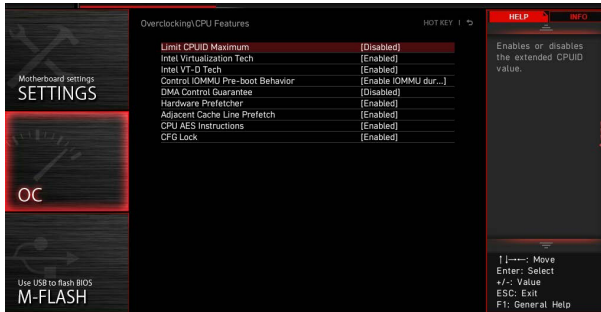 Overclocking\CPU Features
HOT KEY |
HELP
INFO
Limit CPUID Maximum [Disabled]
Intel Virtualization Tech [Enabled]
Intel VT-D Tech [Enabled]
Control IOMMU Pre-boot Behavior [Enable IOMMU dur...]
DMA Control Guarantee [Disabled]
Hardware Prefetcher [Enabled]
Adjacent Cache Line Prefetch [Enabled]
CPU AES Instructions [Enabled]
CFG Lock [Enabled]
Enables or disables
the extended CPUID
value.
Motherboard settings
SETTINGS
OC
Use USB to flash BIOS
M-FLASH
↑↓→←: Move
Enter: Select
+/-: Value
ESC: Exit
F1: General Help